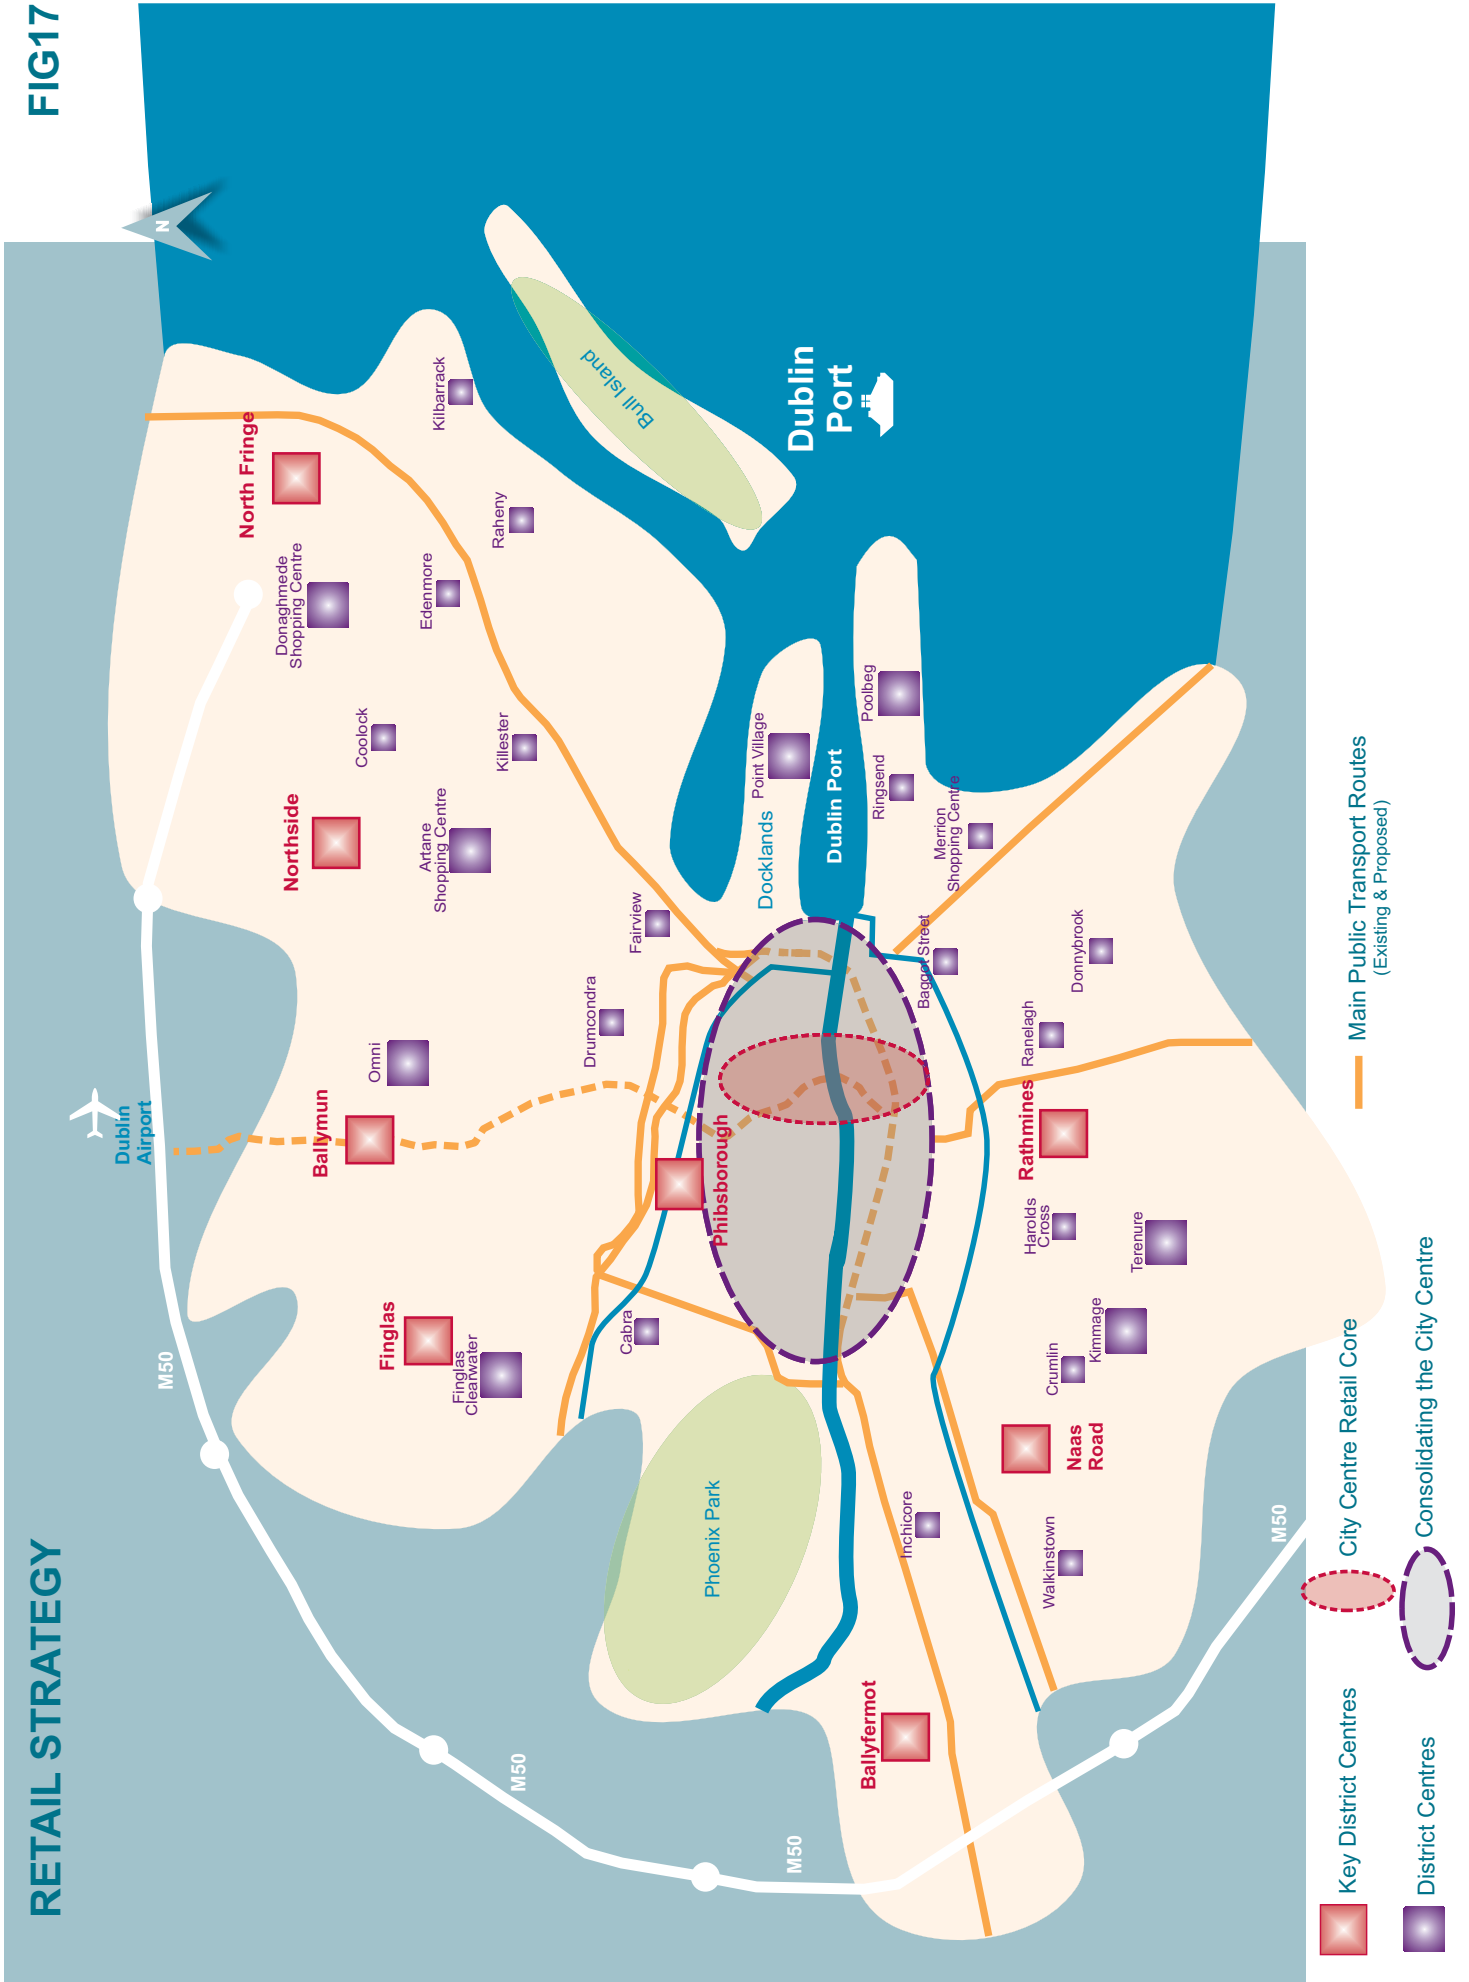 RETAIL STRATEGY
FIG17
N
Dublin
Airport
M50
M50
M50
M50
North Fringe
Donaghmede
Shopping Centre
Kilbarrack
Raheny
Edenmore
Coolock
Killester
Northside
Artane
Shopping Centre
Fairview
Drumcondra
Omni
Ballymun
Finglas
Finglas
Clearwater
Cabra
Phibsborough
Phoenix Park
Bull Island
Dublin
Port
Point Village
Docklands
Dublin Port
Poolbeg
Ringsend
Merrion
Shopping Centre
Baggot Street
Donnybrook
Ranelagh
Rathmines
Harolds
Cross
Terenure
Kimmage
Crumlin
Naas
Road
Inchicore
Walkinstown
Ballyfermot
Key District Centres
City Centre Retail Core
Main Public Transport Routes
(Existing & Proposed)
District Centres
Consolidating the City Centre